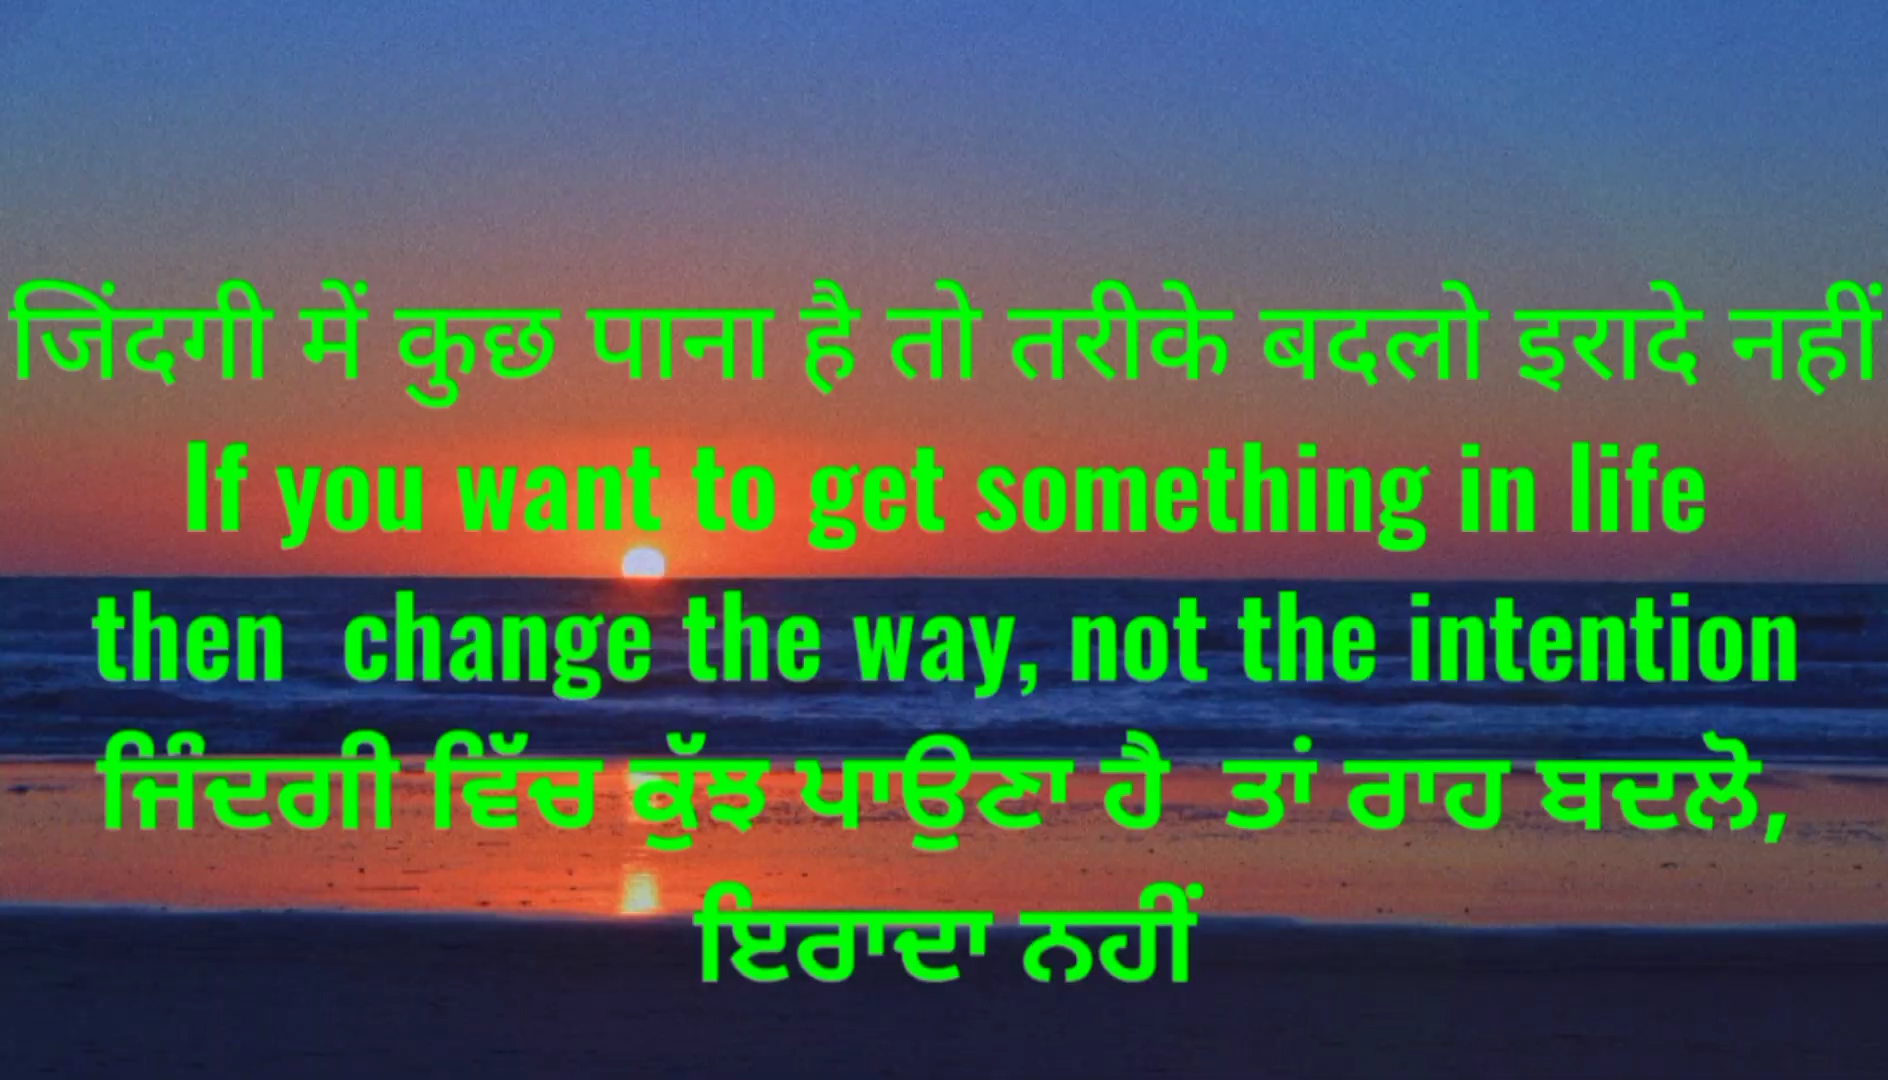 जिंदगी में कुछ पाना है तो तरीके बदलो इरादे नहीं
If you want to get something in life
then  change the way, not the intention
ਜਿੰਦਗੀ ਵਿੱਚ ਕੁੱਝ ਪਾਉਣਾ ਹੈ  ਤਾਂ ਰਾਹ ਬਦਲੋ,
ਇਰਾਦਾ ਨਹੀਂ